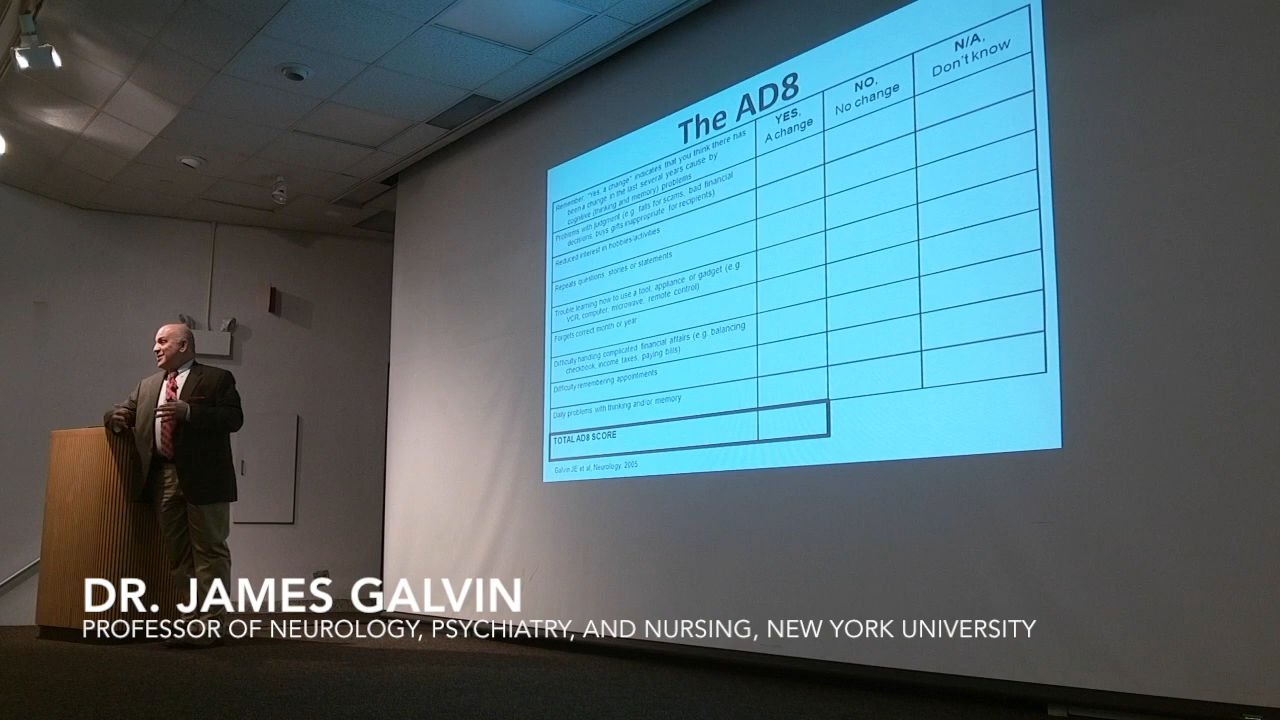 The AD8
Remember, "Yes, a change" indicates that you think there has
been a change in the last several years cause by
cognitive (thinking and memory) problems
YES,
A change
NO,
No change
N/A,
Don't know
Problems with judgment (e.g. falls for scams, bad financial
decisions, buys gifts inappropriate for recipients)
Reduced interest in hobbies/activities
Repeats questions, stories or statements
Trouble learning how to use a tool, appliance or gadget (e.g.
VCR, computer, microwave, remote control)
Forgets correct month or year
Difficulty handling complicated financial affairs (e.g. balancing
checkbook, income taxes, paying bills)
Difficulty remembering appointments
Daily problems with thinking and/or memory
TOTAL AD8 SCORE
Galvin JE et al, Neurology, 2005
DR. JAMES GALVIN
PROFESSOR OF NEUROLOGY, PSYCHIATRY, AND NURSING, NEW YORK UNIVERSITY